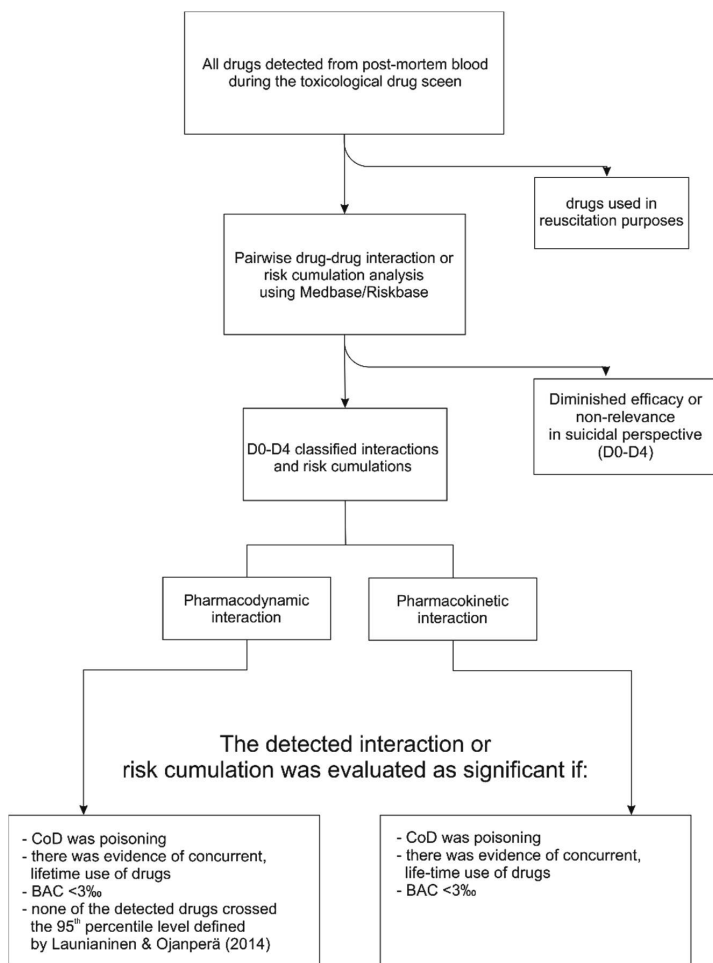 All drugs detected from post-mortem blood
during the toxicological drug sceen
drugs used in
reuscitation purposes
Pairwise drug-drug interaction or
risk cumulation analysis
using Medbase/Riskbase
Diminished efficacy or
non-relevance
in suicidal perspective
(D0-D4)
D0-D4 classified interactions
and risk cumulations
Pharmacodynamic
interaction
Pharmacokinetic
interaction
The detected interaction or
risk cumulation was evaluated as significant if:
- CoD was poisoning
- there was evidence of concurrent,
lifetime use of drugs
- BAC <3‰
- none of the detected drugs crossed
the 95th percentile level defined
by Launianinen & Ojanperä (2014)
- CoD was poisoning
- there was evidence of concurrent,
life-time use of drugs
- BAC <3‰